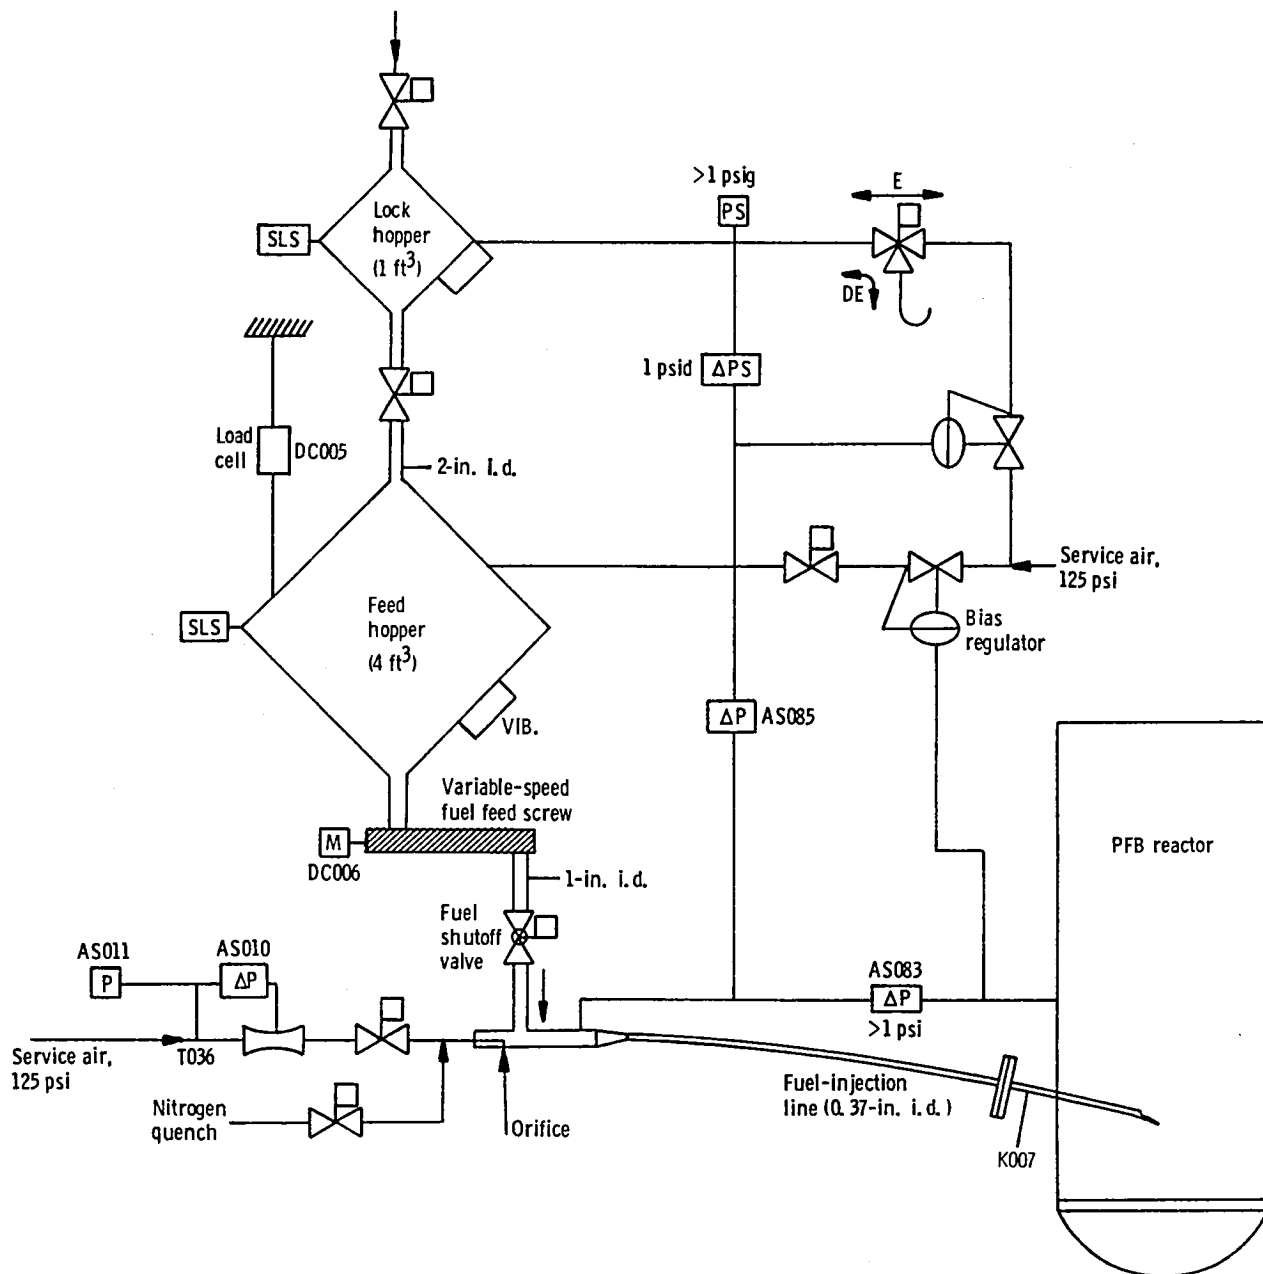 >1 psig
PS
E
Lock
hopper
(1 ft³)
SLS
DE
1 psid
ΔPS
Load
cell
DC005
2-in. i.d.
Service air,
125 psi
Feed
hopper
(4 ft³)
SLS
Bias
regulator
VIB.
ΔP
AS085
Variable-speed
fuel feed screw
M
DC006
PFB reactor
1-in. i.d.
Fuel
shutoff
valve
AS011
P
AS010
ΔP
AS083
ΔP
>1 psi
Service air,
125 psi
T036
Nitrogen
quench
Orifice
Fuel-injection
line (0.37-in. i.d.)
K007